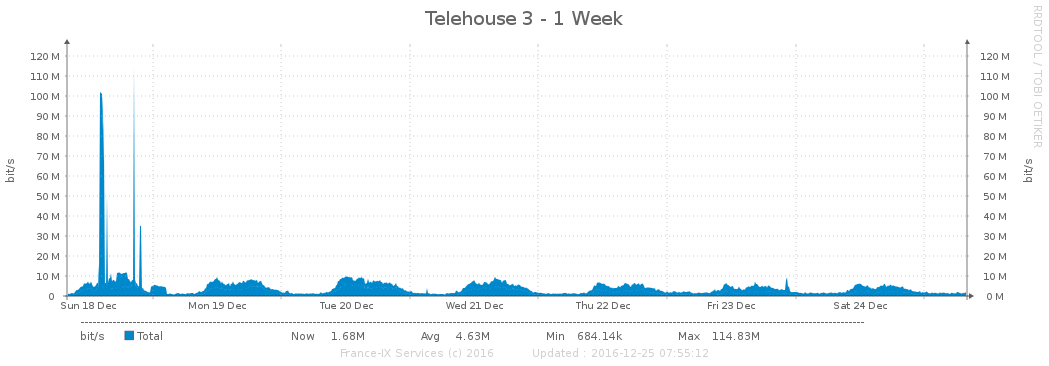 Telehouse 3 - 1 Week
RRDTOOL / TOBI OETIKER
bit/s
120 M 120 M
110 M 110 M
100 M 100 M
90 M 90 M
80 M 80 M
70 M 70 M
60 M 60 M
50 M 50 M
40 M 40 M
30 M 30 M
20 M 20 M
10 M 10 M
0 0 M
bit/s
Sun 18 Dec Mon 19 Dec Tue 20 Dec Wed 21 Dec Thu 22 Dec Fri 23 Dec Sat 24 Dec
bit/s Total Now 1.68M Avg 4.63M Min 684.14k Max 114.83M
France-IX Services (c) 2016 Updated : 2016-12-25 07:55:12